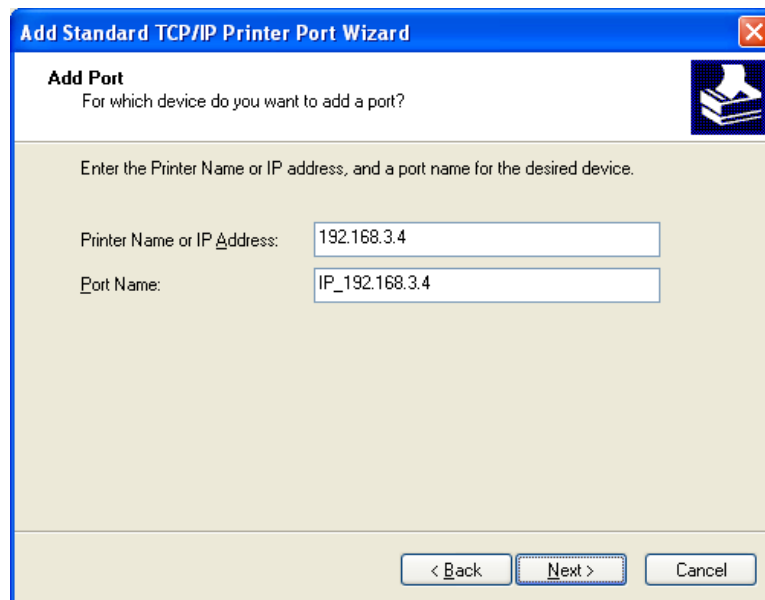 Add Standard TCP/IP Printer Port Wizard
Add Port
For which device do you want to add a port?
Enter the Printer Name or IP address, and a port name for the desired device.
Printer Name or IP Address: 192.168.3.4
Port Name: IP_192.168.3.4
< Back Next > Cancel